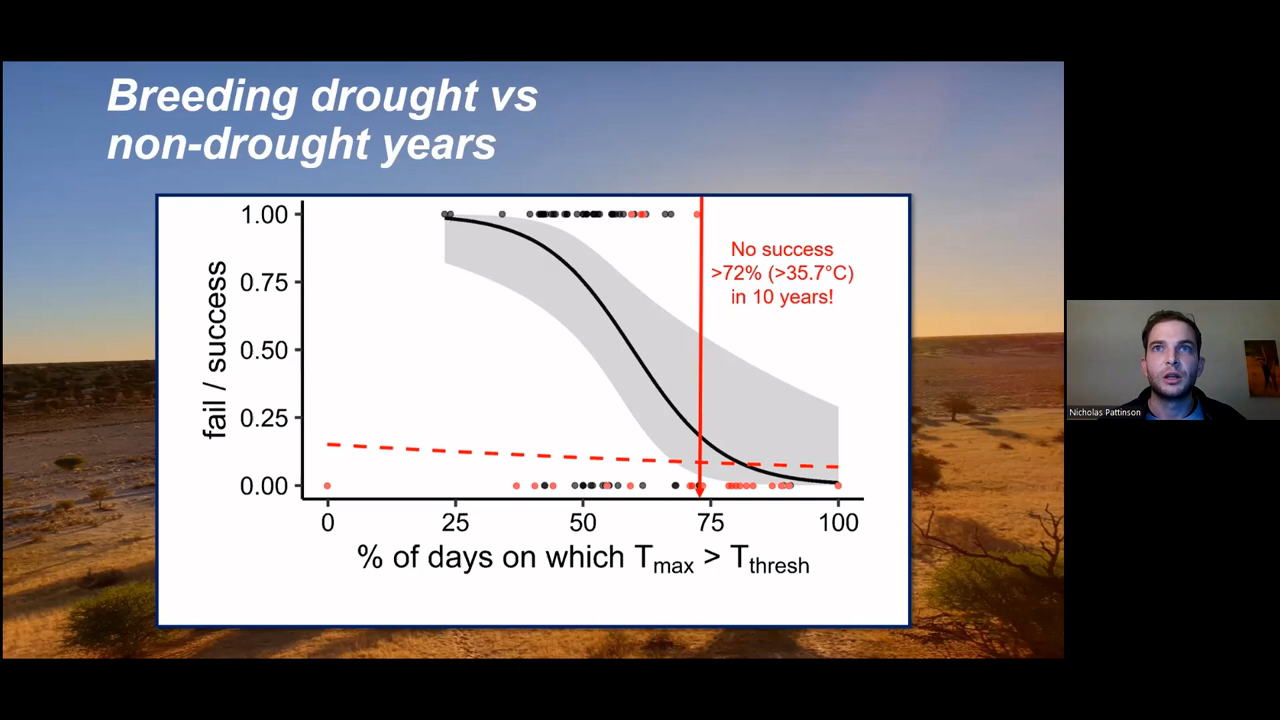 Breeding drought vs
non-drought years
1.00
0.75
0.50
0.25
0.00
fail / success
No success
>72% (>35.7°C)
in 10 years!
0 25 50 75 100
% of days on which Tmax > Tthresh
Nicholas Pattinson